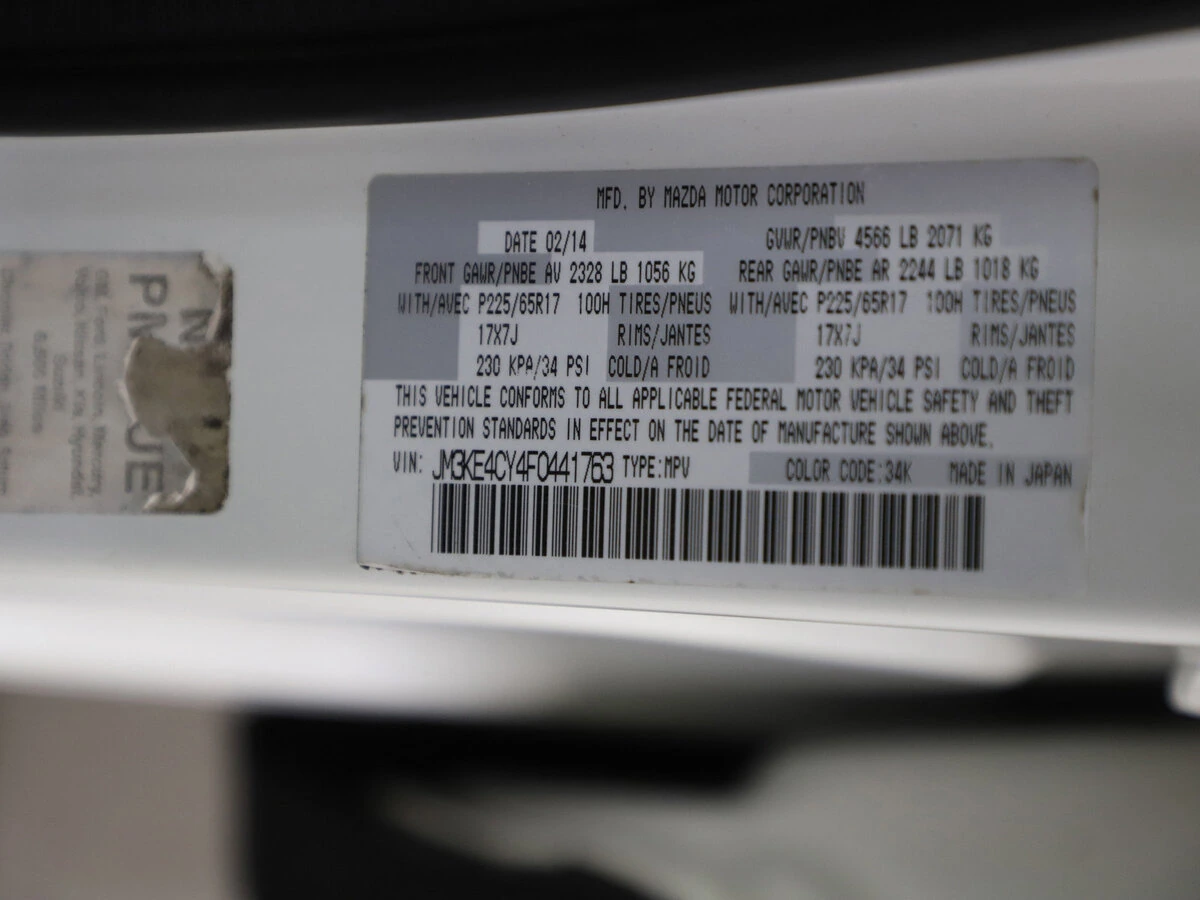 MFD. BY MAZDA MOTOR CORPORATION
DATE 02/14 GVWR/PNBV 4566 LB 2071 KG
FRONT GAWR/PNBE AV 2328 LB 1056 KG REAR GAWR/PNBE AR 2244 LB 1018 KG
WITH/AVEC P225/65R17 100H TIRES/PNEUS WITH/AVEC P225/65R17 100H TIRES/PNEUS
17X7J RIMS/JANTES 17X7J RIMS/JANTES
230 KPA/34 PSI COLD/A FROID 230 KPA/34 PSI COLD/A FROID
THIS VEHICLE CONFORMS TO ALL APPLICABLE FEDERAL MOTOR VEHICLE SAFETY AND THEFT
PREVENTION STANDARDS IN EFFECT ON THE DATE OF MANUFACTURE SHOWN ABOVE.
VIN: JM3KE4CY4F0441763 TYPE:MPV COLOR CODE:34K MADE IN JAPAN